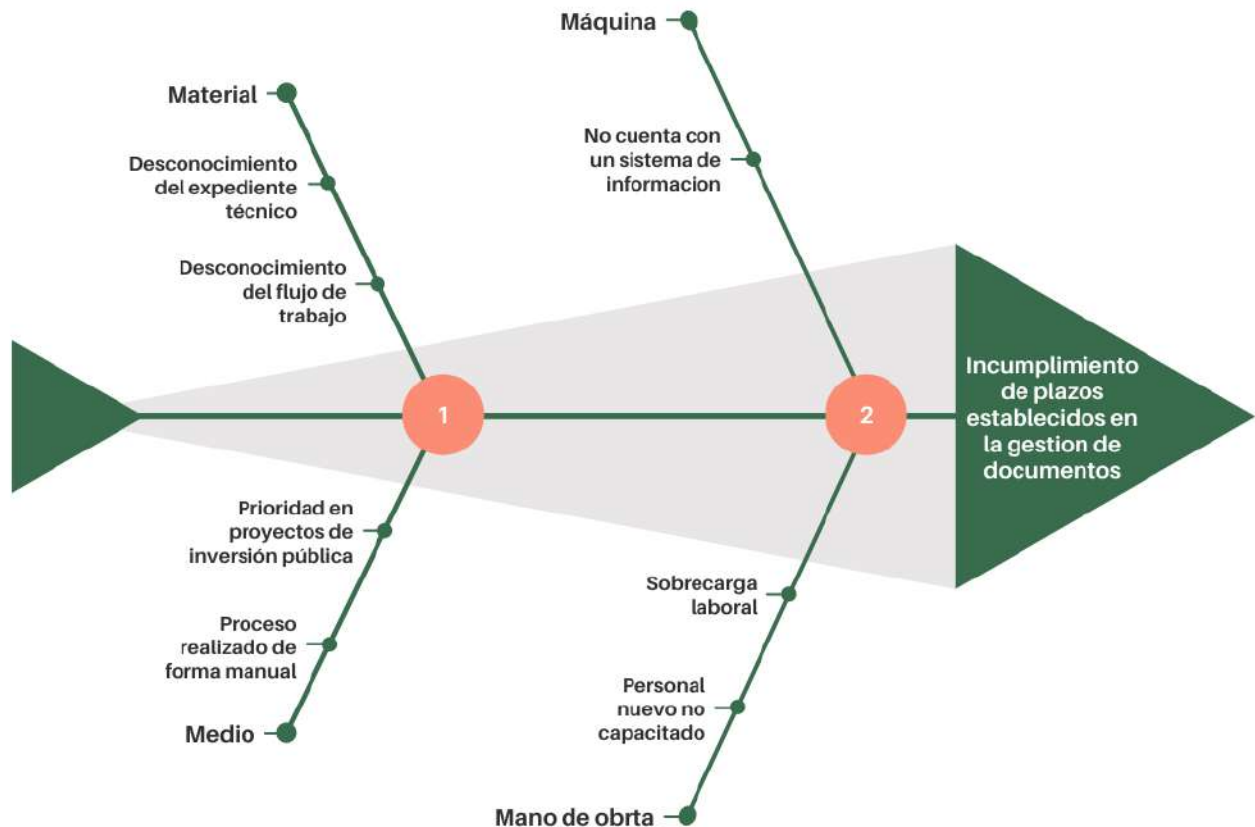 Material
Desconocimiento
del expediente
técnico
Desconocimiento
del flujo de
trabajo
Máquina
No cuenta con
un sistema de
informacion
1
2
Incumplimiento
de plazos
establecidos en
la gestion de
documentos
Prioridad en
proyectos de
inversión pública
Proceso
realizado de
forma manual
Medio
Sobrecarga
laboral
Personal
nuevo no
capacitado
Mano de obrta